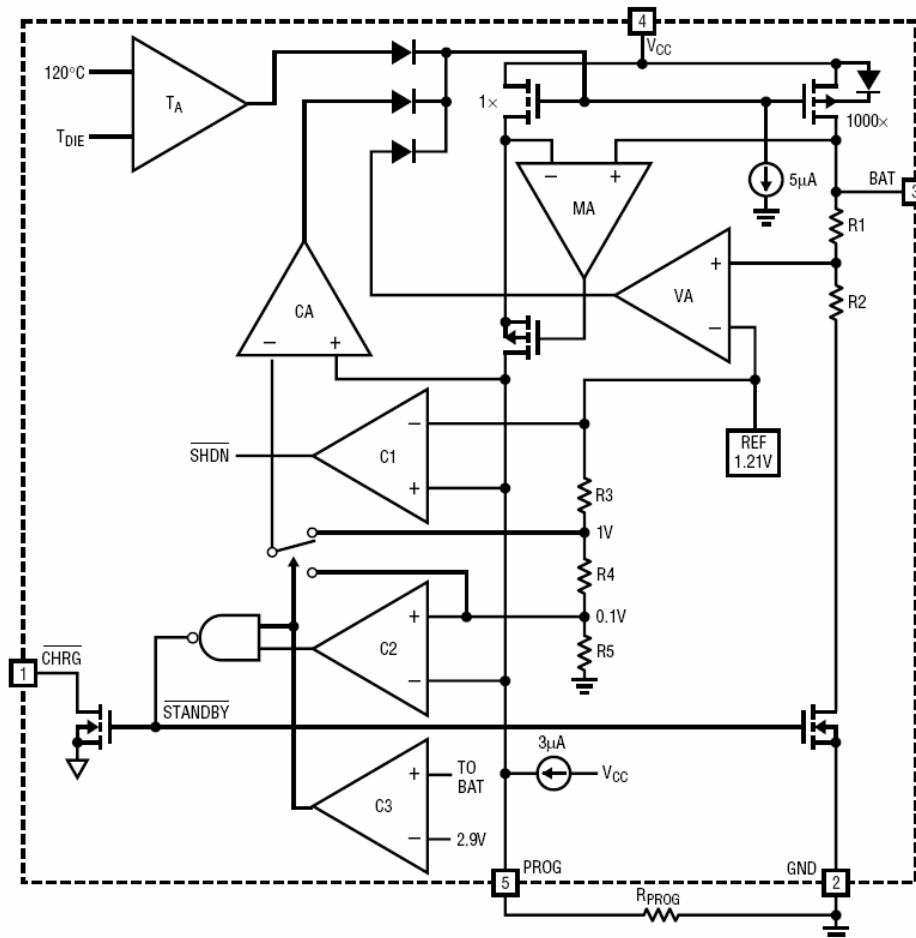 4
VCC
120°C
TA
TDIE
1×
1000×
5µA
BAT
3
− +
MA
R1
+
VA
−
R2
CA
− +
REF
1.21V
−
SHDN
C1
+
R3
1V
R4
+
0.1V
C2
R5
−
CHRG
1
STANDBY
3µA
VCC
+
TO
BAT
C3
−
2.9V
5
PROG
GND
2
RPROG